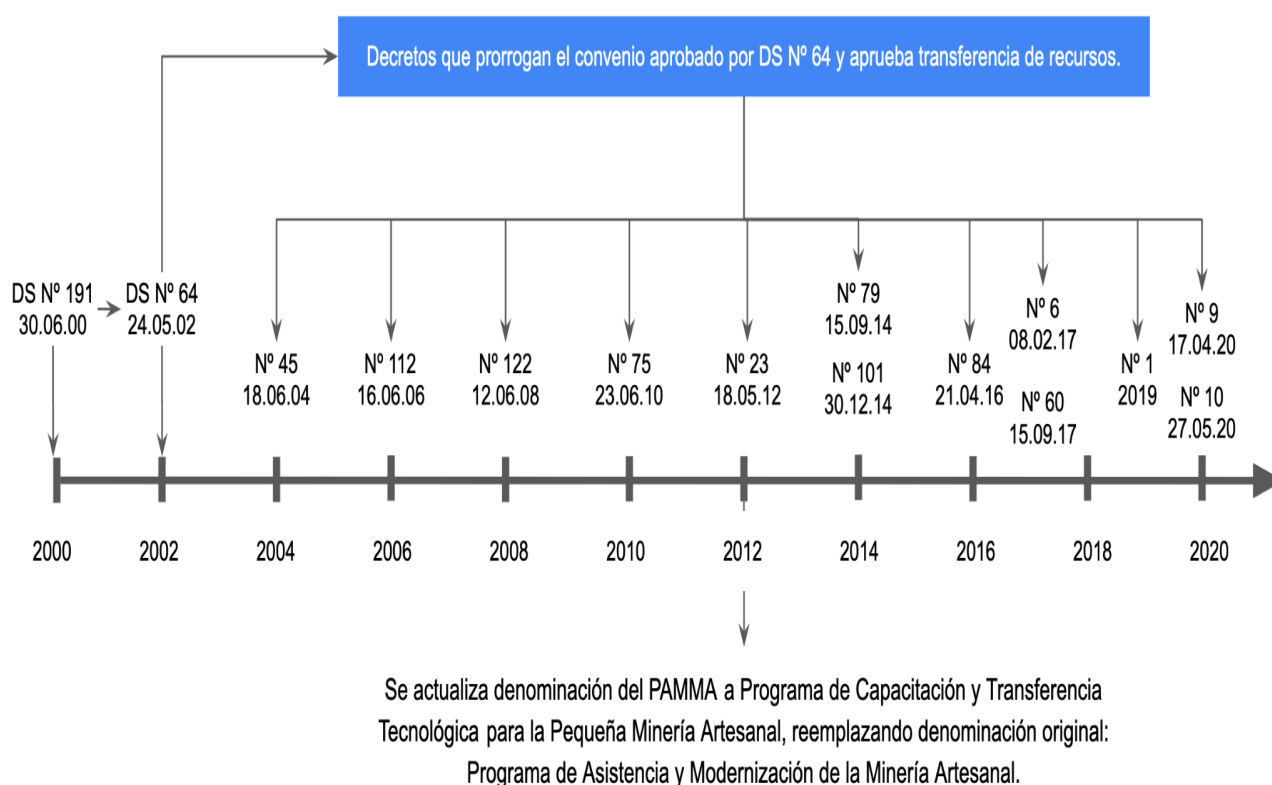 Decretos que prorrogan el convenio aprobado por DS Nº 64 y aprueba transferencia de recursos.
DS Nº 191
30.06.00
DS Nº 64
24.05.02
Nº 45
18.06.04
Nº 112
16.06.06
Nº 122
12.06.08
Nº 75
23.06.10
Nº 23
18.05.12
Nº 79
15.09.14
Nº 101
30.12.14
Nº 84
21.04.16
Nº 6
08.02.17
Nº 60
15.09.17
Nº 1
2019
Nº 9
17.04.20
Nº 10
27.05.20
2000
2002
2004
2006
2008
2010
2012
2014
2016
2018
2020
Se actualiza denominación del PAMMA a Programa de Capacitación y Transferencia
Tecnológica para la Pequeña Minería Artesanal, reemplazando denominación original:
Programa de Asistencia y Modernización de la Minería Artesanal.